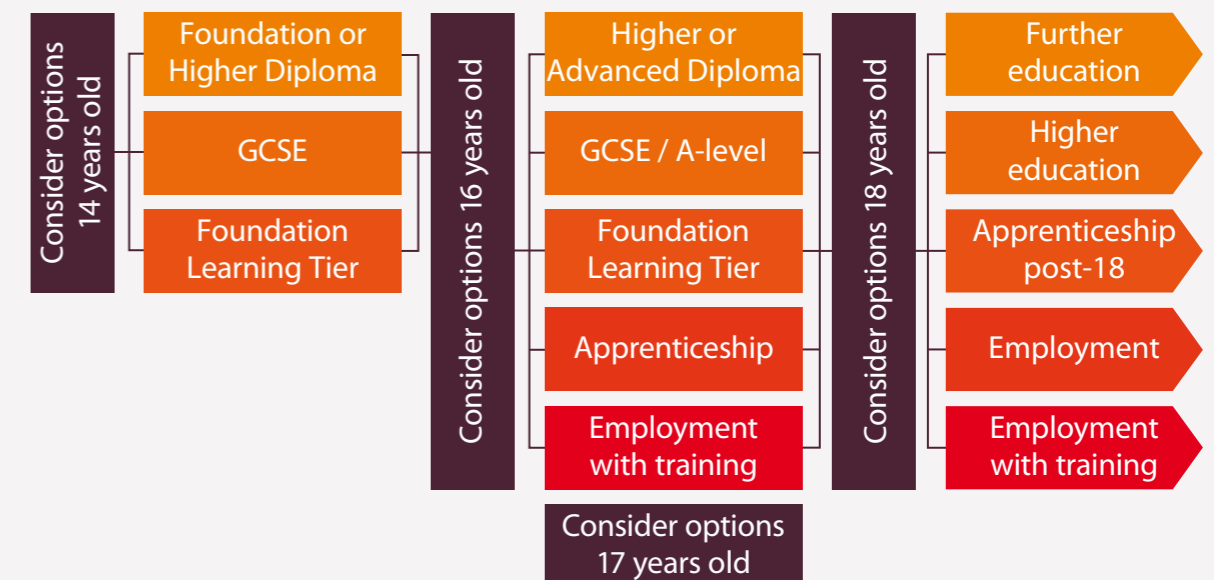 Consider options
14 years old
Foundation or
Higher Diploma
GCSE
Foundation
Learning Tier
Consider options 16 years old
Higher or
Advanced Diploma
GCSE / A-level
Foundation
Learning Tier
Apprenticeship
Employment
with training
Consider options
17 years old
Consider options 18 years old
Further
education
Higher
education
Apprenticeship
post-18
Employment
Employment
with training